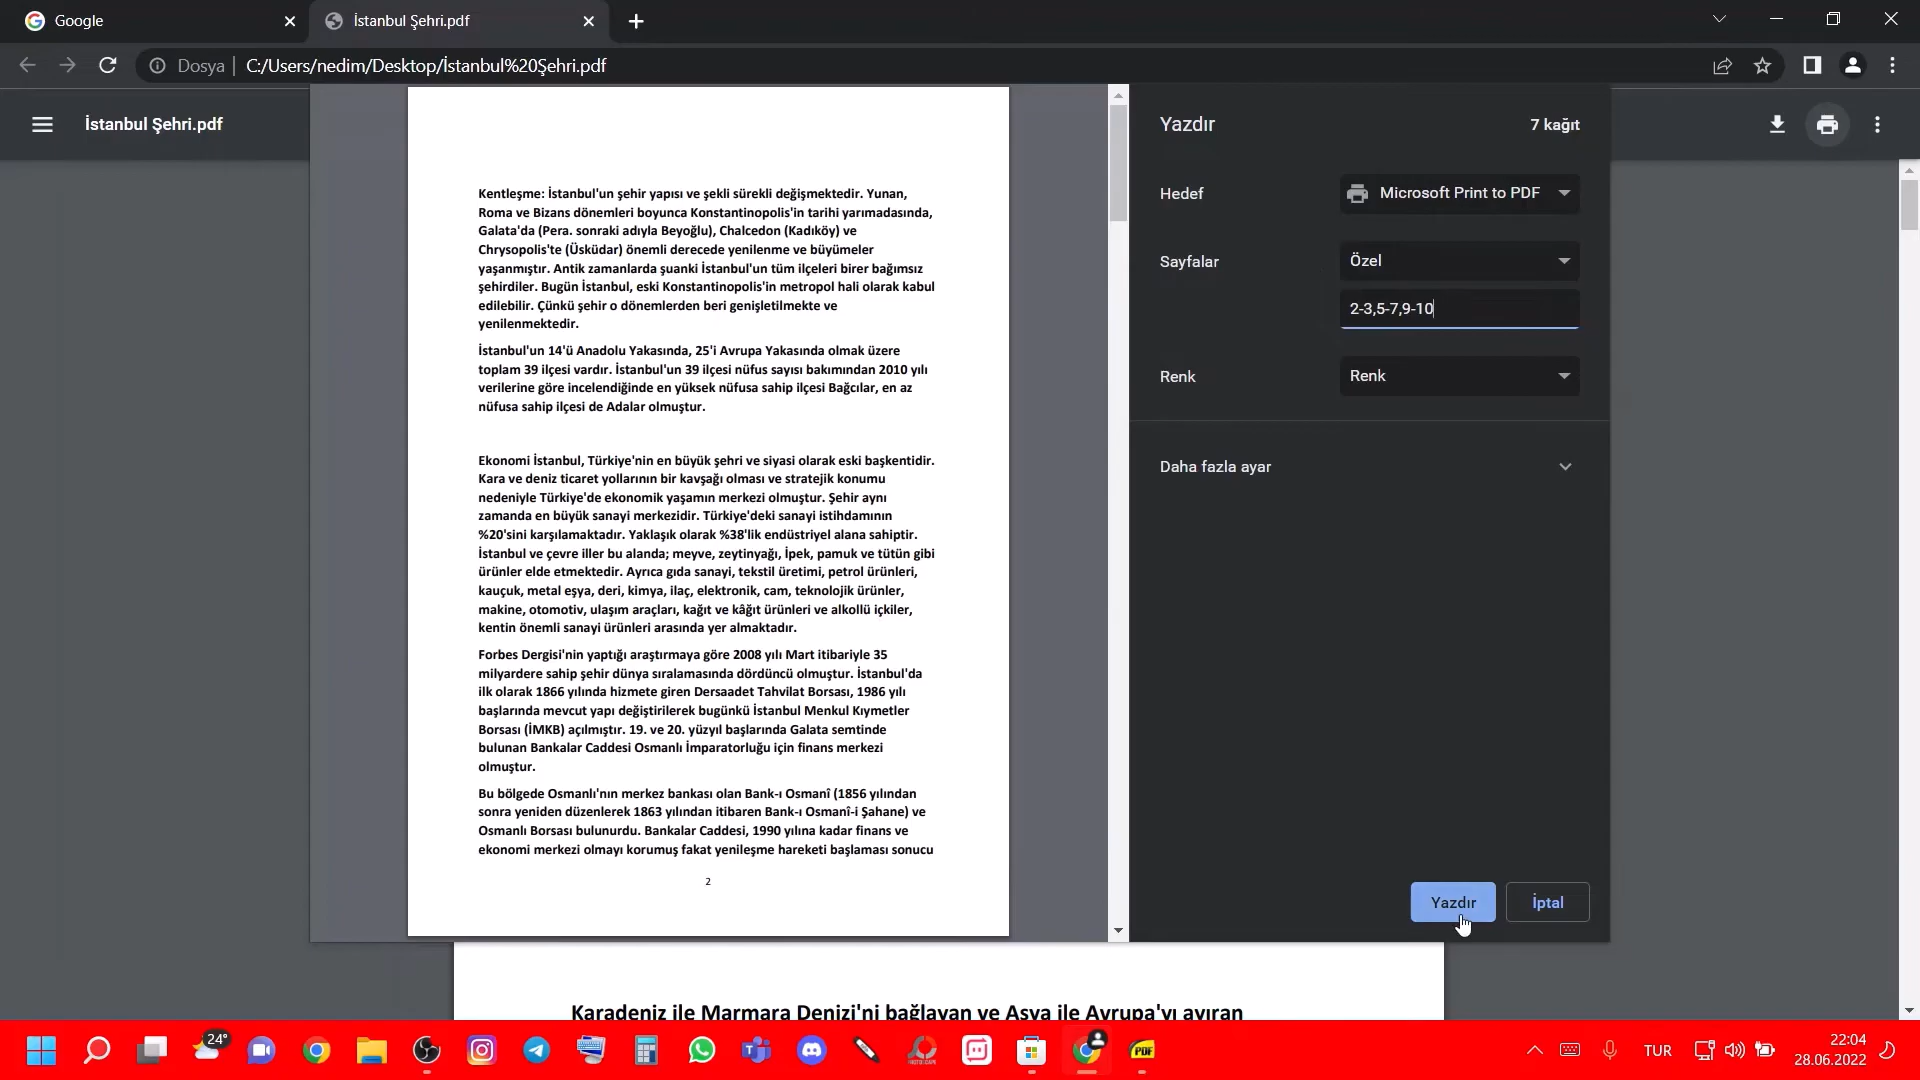 Google
İstanbul Şehri.pdf
Dosya | C:/Users/nedim/Desktop/İstanbul%20Şehri.pdf
İstanbul Şehri.pdf
Kentleşme: İstanbul'un şehir yapısı ve şekli sürekli değişmektedir. Yunan,
Roma ve Bizans dönemleri boyunca Konstantinopolis'in tarihi yarımadasında,
Galata'da (Pera. sonraki adıyla Beyoğlu), Chalcedon (Kadıköy) ve
Chrysopolis'te (Üsküdar) önemli derecede yenilenme ve büyümeler
yaşanmıştır. Antik zamanlarda şuanki İstanbul'un tüm ilçeleri birer bağımsız
şehirdiler. Bugün İstanbul, eski Konstantinopolis'in metropol hali olarak kabul
edilebilir. Çünkü şehir o dönemlerden beri genişletilmekte ve
yenilenmektedir.
İstanbul'un 14'ü Anadolu Yakasında, 25'i Avrupa Yakasında olmak üzere
toplam 39 ilçesi vardır. İstanbul'un 39 ilçesi nüfus sayısı bakımından 2010 yılı
verilerine göre incelendiğinde en yüksek nüfusa sahip ilçesi Bağcılar, en az
nüfusa sahip ilçesi de Adalar olmuştur.
Ekonomi İstanbul, Türkiye'nin en büyük şehri ve siyasi olarak eski başkentidir.
Kara ve deniz ticaret yollarının bir kavşağı olması ve stratejik konumu
nedeniyle Türkiye'de ekonomik yaşamın merkezi olmuştur. Şehir aynı
zamanda en büyük sanayi merkezidir. Türkiye'deki sanayi istihdamının
%20'sini karşılamaktadır. Yaklaşık olarak %38'lik endüstriyel alana sahiptir.
İstanbul ve çevre iller bu alanda; meyve, zeytinyağı, İpek, pamuk ve tütün gibi
ürünler elde etmektedir. Ayrıca gıda sanayi, tekstil üretimi, petrol ürünleri,
kauçuk, metal eşya, deri, kimya, ilaç, elektronik, cam, teknolojik ürünler,
makine, otomotiv, ulaşım araçları, kağıt ve kâğıt ürünleri ve alkollü içkiler,
kentin önemli sanayi ürünleri arasında yer almaktadır.
Forbes Dergisi'nin yaptığı araştırmaya göre 2008 yılı Mart itibariyle 35
milyardere sahip şehir dünya sıralamasında dördüncü olmuştur. İstanbul'da
ilk olarak 1866 yılında hizmete giren Dersaadet Tahvilat Borsası, 1986 yılı
başlarında mevcut yapı değiştirilerek bugünkü İstanbul Menkul Kıymetler
Borsası (İMKB) açılmıştır. 19. ve 20. yüzyıl başlarında Galata semtinde
bulunan Bankalar Caddesi Osmanlı İmparatorluğu için finans merkezi
olmuştur.
Bu bölgede Osmanlı'nın merkez bankası olan Bank-ı Osmanî (1856 yılından
sonra yeniden düzenlerek 1863 yılından itibaren Bank-ı Osmanî-i Şahane) ve
Osmanlı Borsası bulunurdu. Bankalar Caddesi, 1990 yılına kadar finans ve
ekonomi merkezi olmayı korumuş fakat yenileşme hareketi başlaması sonucu
2
Yazdır
7 kağıt
Hedef
Microsoft Print to PDF
Sayfalar
Özel
2-3,5-7,9-10
Renk
Renk
Daha fazla ayar
Yazdır
İptal
Karadeniz ile Marmara Denizi'ni bağlayan ve Asya ile Avrupa'yı ayıran
24°
PDF
TUR
22:04
28.06.2022